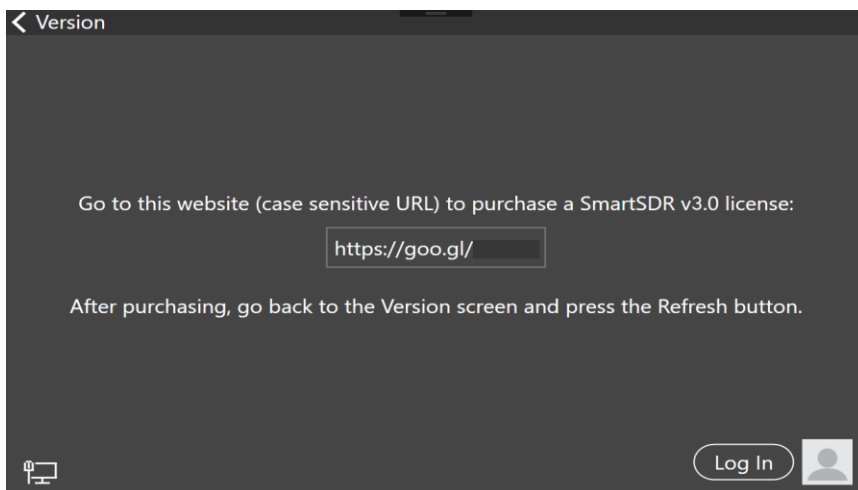 Version
Go to this website (case sensitive URL) to purchase a SmartSDR v3.0 license:
https://goo.gl/
After purchasing, go back to the Version screen and press the Refresh button.
Log In